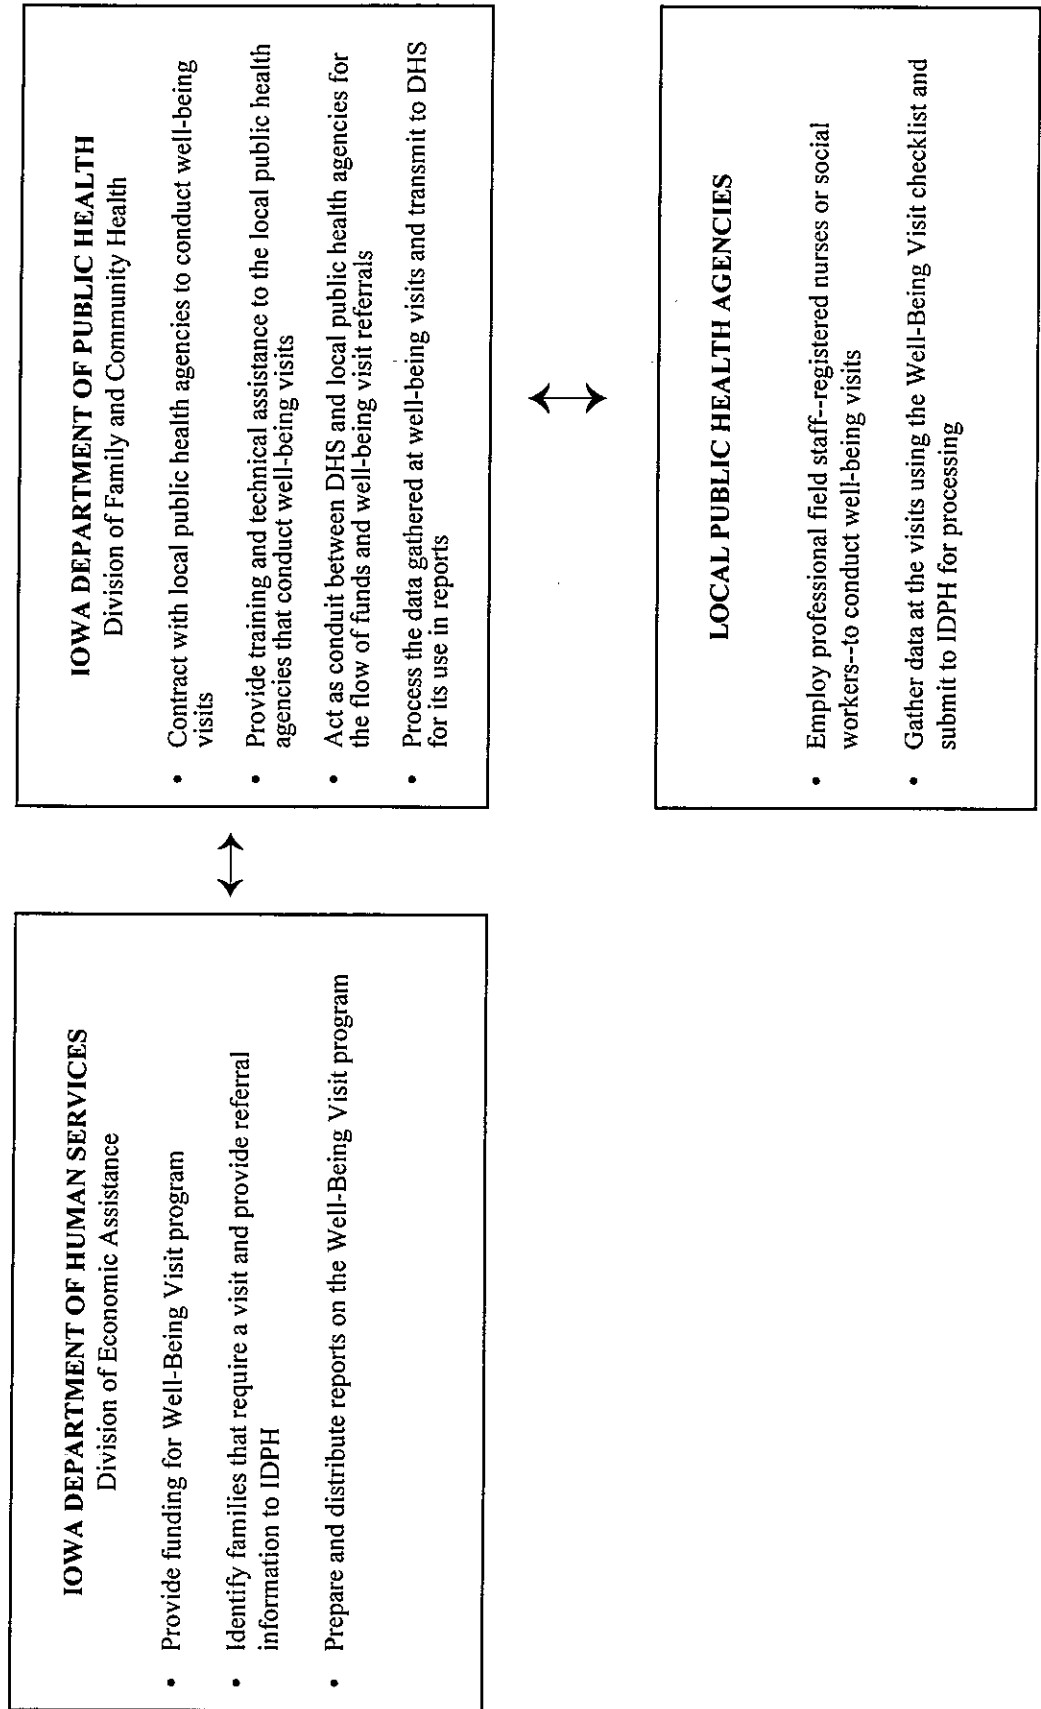 IOWA DEPARTMENT OF HUMAN SERVICES
Division of Economic Assistance
• Provide funding for Well-Being Visit program
• Identify families that require a visit and provide referral
information to IDPH
• Prepare and distribute reports on the Well-Being Visit program
IOWA DEPARTMENT OF PUBLIC HEALTH
Division of Family and Community Health
• Contract with local public health agencies to conduct well-being
visits
• Provide training and technical assistance to the local public health
agencies that conduct well-being visits
• Act as conduit between DHS and local public health agencies for
the flow of funds and well-being visit referrals
• Process the data gathered at well-being visits and transmit to DHS
for its use in reports
LOCAL PUBLIC HEALTH AGENCIES
• Employ professional field staff--registered nurses or social
workers--to conduct well-being visits
• Gather data at the visits using the Well-Being Visit checklist and
submit to IDPH for processing